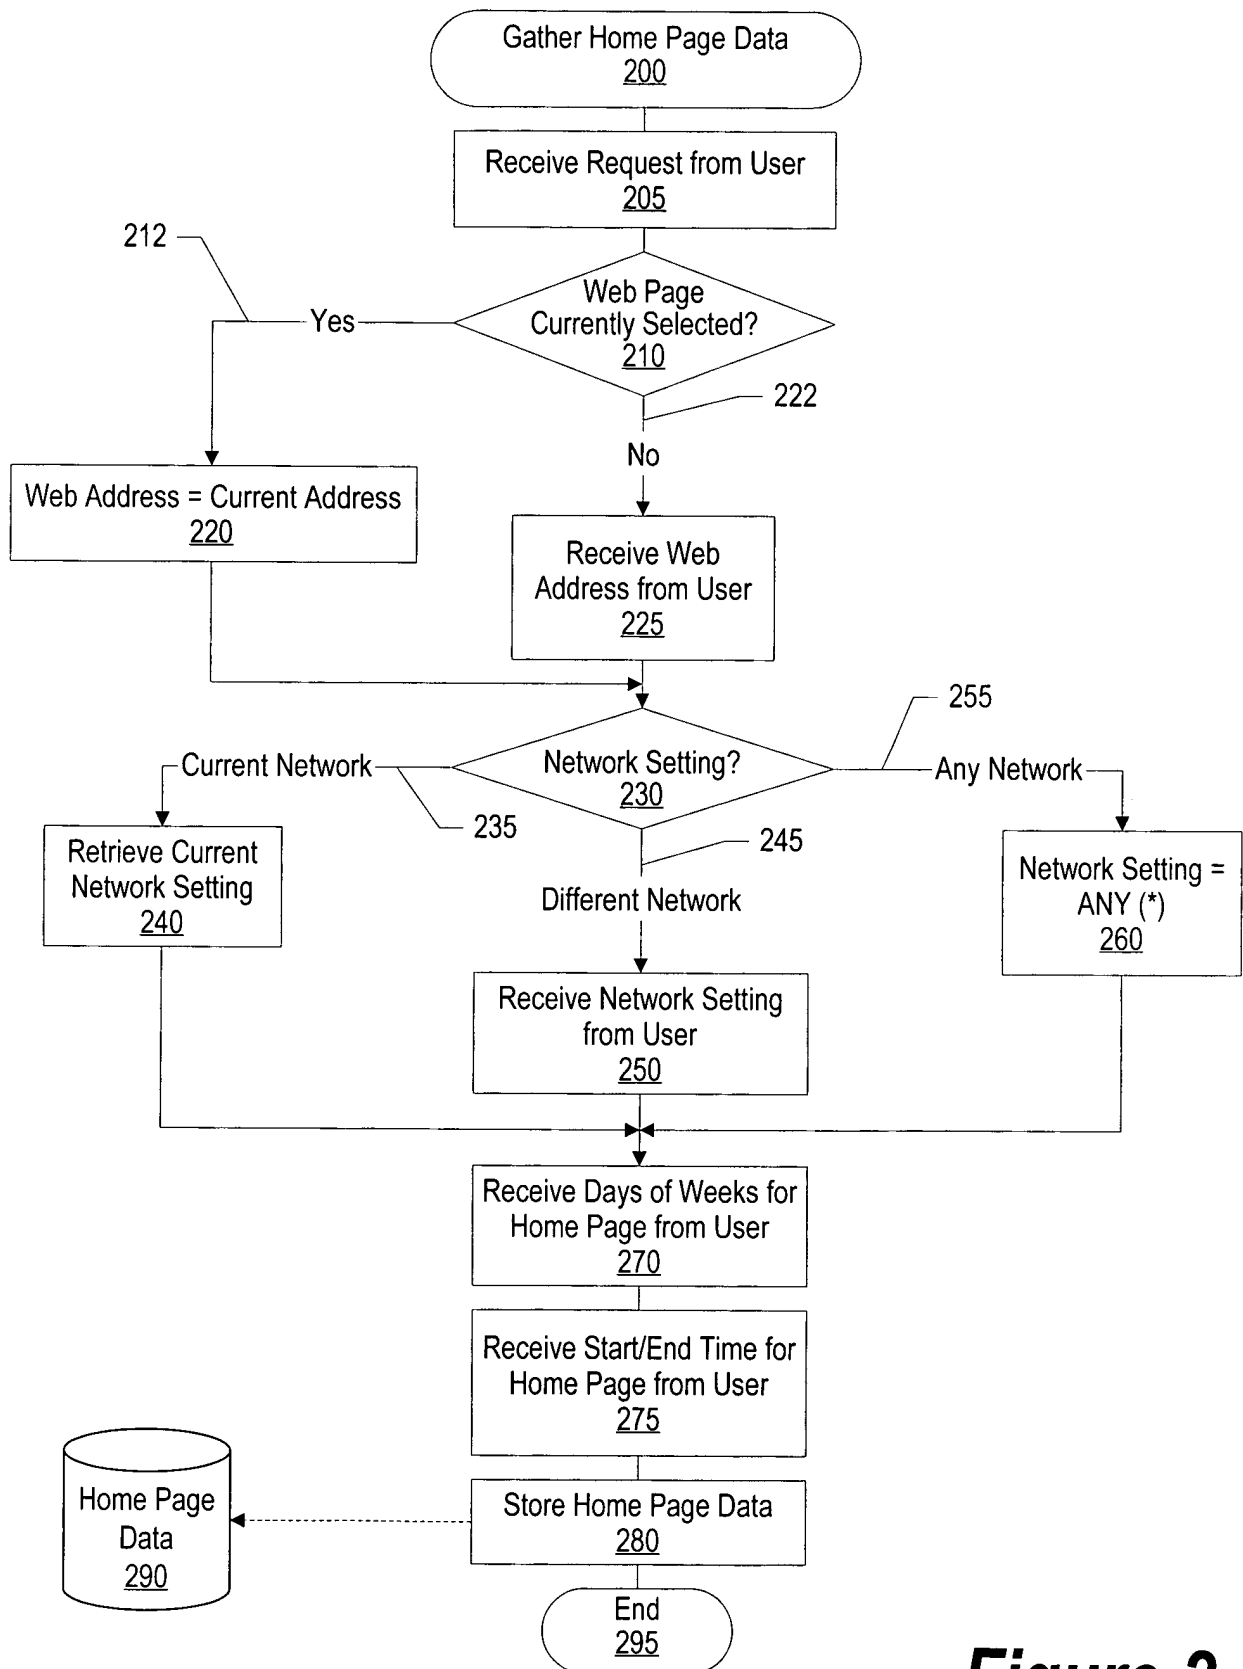 Gather Home Page Data
200
Receive Request from User
205
212
Yes
Web Page
Currently Selected?
210
222
No
Web Address = Current Address
220
Receive Web
Address from User
225
255
Current Network
Network Setting?
230
Any Network
235
245
Retrieve Current
Network Setting
240
Different Network
Network Setting =
ANY (*)
260
Receive Network Setting
from User
250
Receive Days of Weeks for
Home Page from User
270
Receive Start/End Time for
Home Page from User
275
Home Page
Data
290
Store Home Page Data
280
End
295